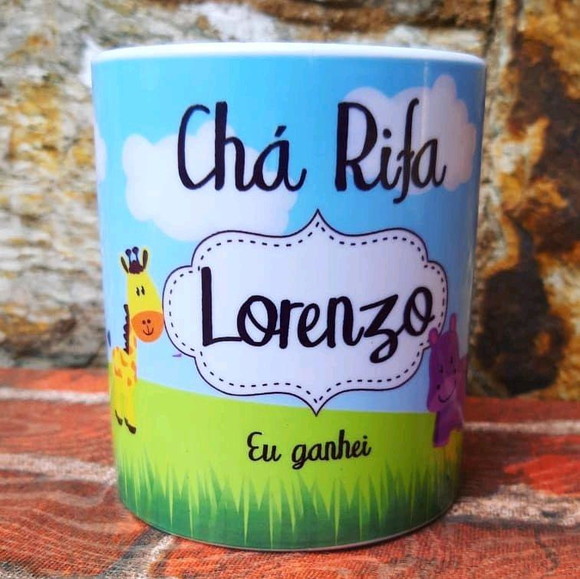 Chá Rifa
Lorenzo
Eu ganhei